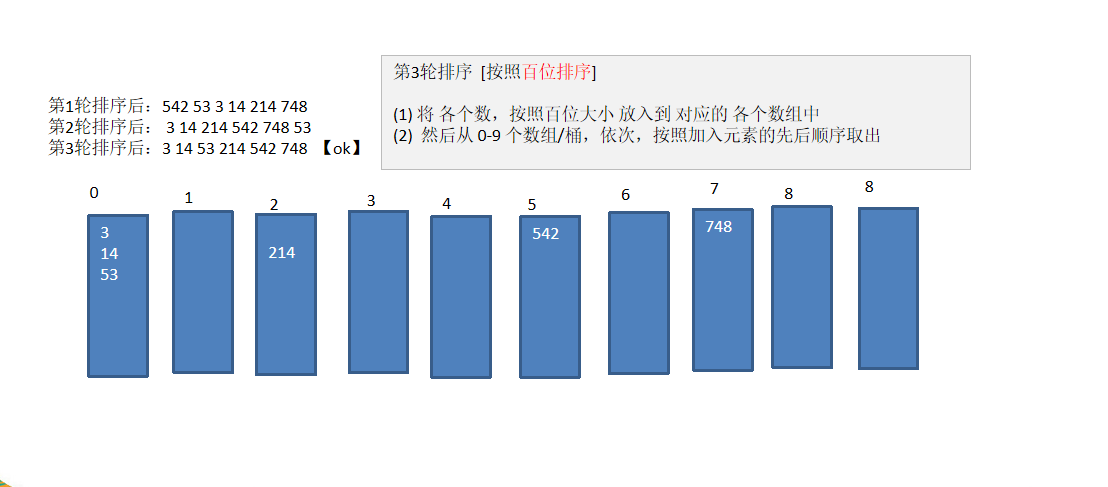 第1轮排序后：542 53 3 14 214 748
第2轮排序后： 3 14 214 542 748 53
第3轮排序后：3 14 53 214 542 748 【ok】
第3轮排序 [按照百位排序]
(1) 将 各个数，按照百位大小 放入到 对应的 各个数组中
(2) 然后从 0-9 个数组/桶，依次，按照加入元素的先后顺序取出
0 1 2 3 4 5 6 7 8 8
3 542 748
14 214
53